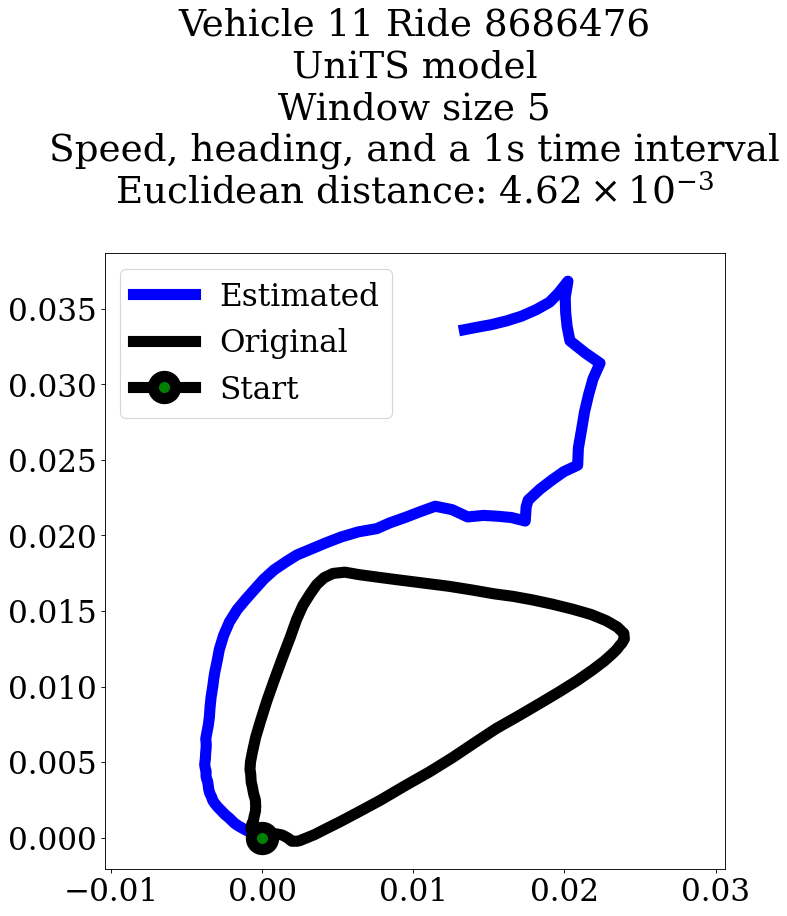 Vehicle 11 Ride 8686476
UniTS model
Window size 5
Speed, heading, and a 1s time interval
Euclidean distance: 4.62 × 10⁻³
Estimated
Original
Start
0.035
0.030
0.025
0.020
0.015
0.010
0.005
0.000
−0.01 0.00 0.01 0.02 0.03